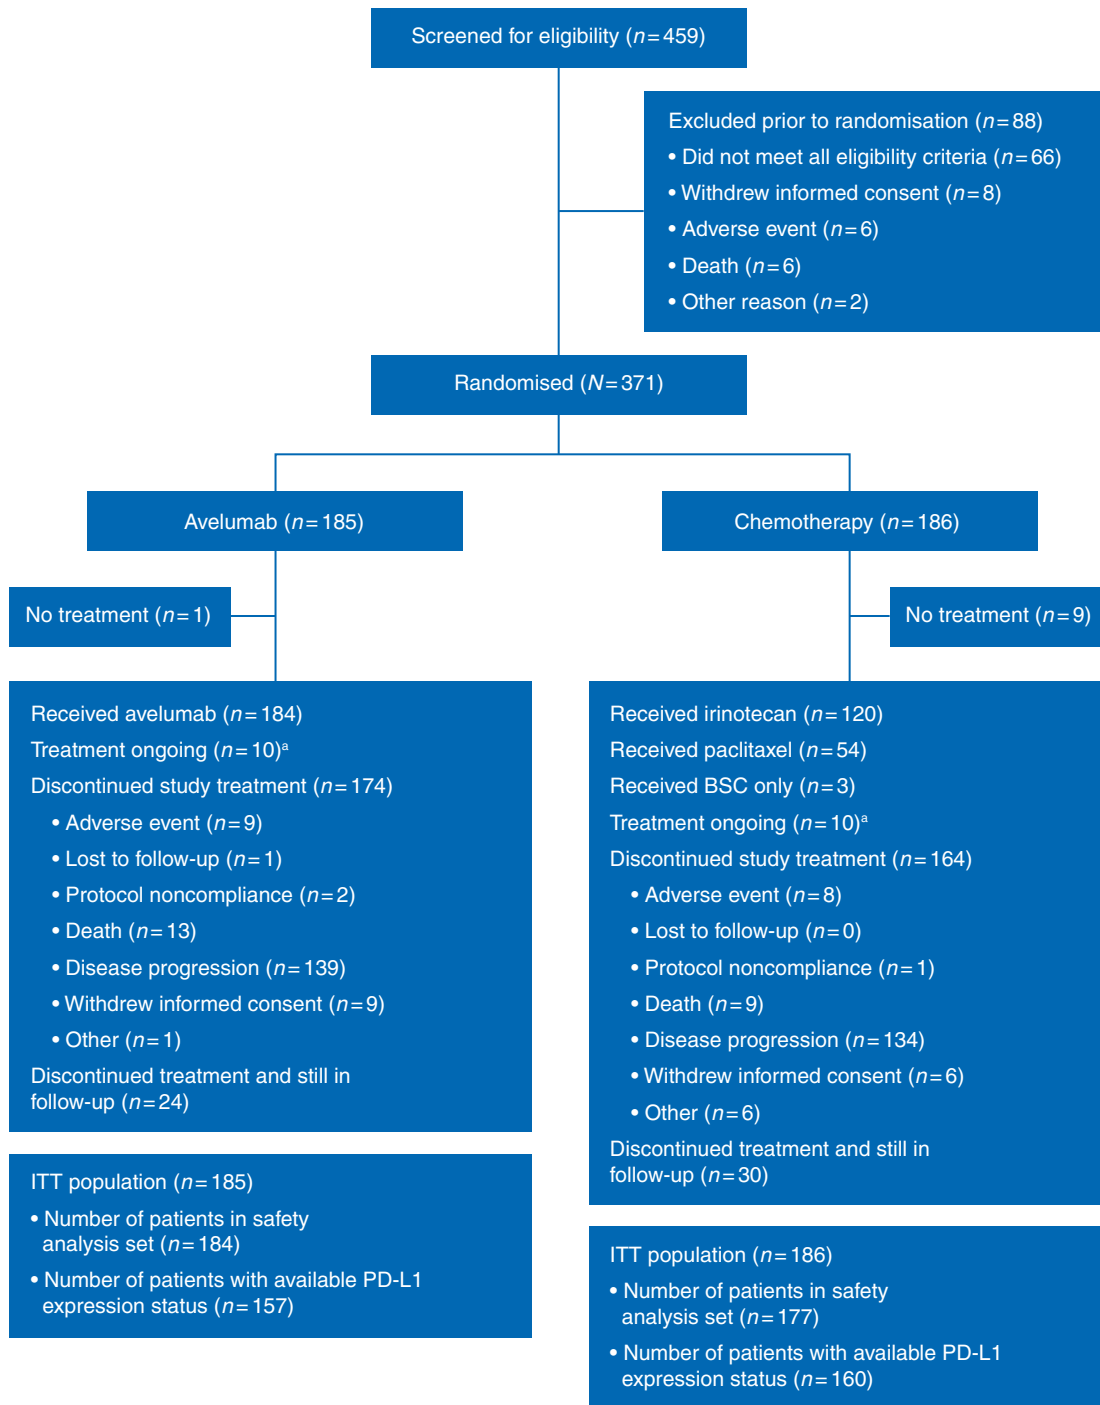 Screened for eligibility (n=459)
Excluded prior to randomisation (n=88)
• Did not meet all eligibility criteria (n=66)
• Withdrew informed consent (n=8)
• Adverse event (n=6)
• Death (n=6)
• Other reason (n=2)
Randomised (N=371)
Avelumab (n=185)
Chemotherapy (n=186)
No treatment (n=1)
No treatment (n=9)
Received avelumab (n=184)
Treatment ongoing (n=10)ᵃ
Discontinued study treatment (n=174)
• Adverse event (n=9)
• Lost to follow-up (n=1)
• Protocol noncompliance (n=2)
• Death (n=13)
• Disease progression (n=139)
• Withdrew informed consent (n=9)
• Other (n=1)
Discontinued treatment and still in
follow-up (n=24)
Received irinotecan (n=120)
Received paclitaxel (n=54)
Received BSC only (n=3)
Treatment ongoing (n=10)ᵃ
Discontinued study treatment (n=164)
• Adverse event (n=8)
• Lost to follow-up (n=0)
• Protocol noncompliance (n=1)
• Death (n=9)
• Disease progression (n=134)
• Withdrew informed consent (n=6)
• Other (n=6)
Discontinued treatment and still in
follow-up (n=30)
ITT population (n=185)
• Number of patients in safety
analysis set (n=184)
• Number of patients with available PD-L1
expression status (n=157)
ITT population (n=186)
• Number of patients in safety
analysis set (n=177)
• Number of patients with available PD-L1
expression status (n=160)